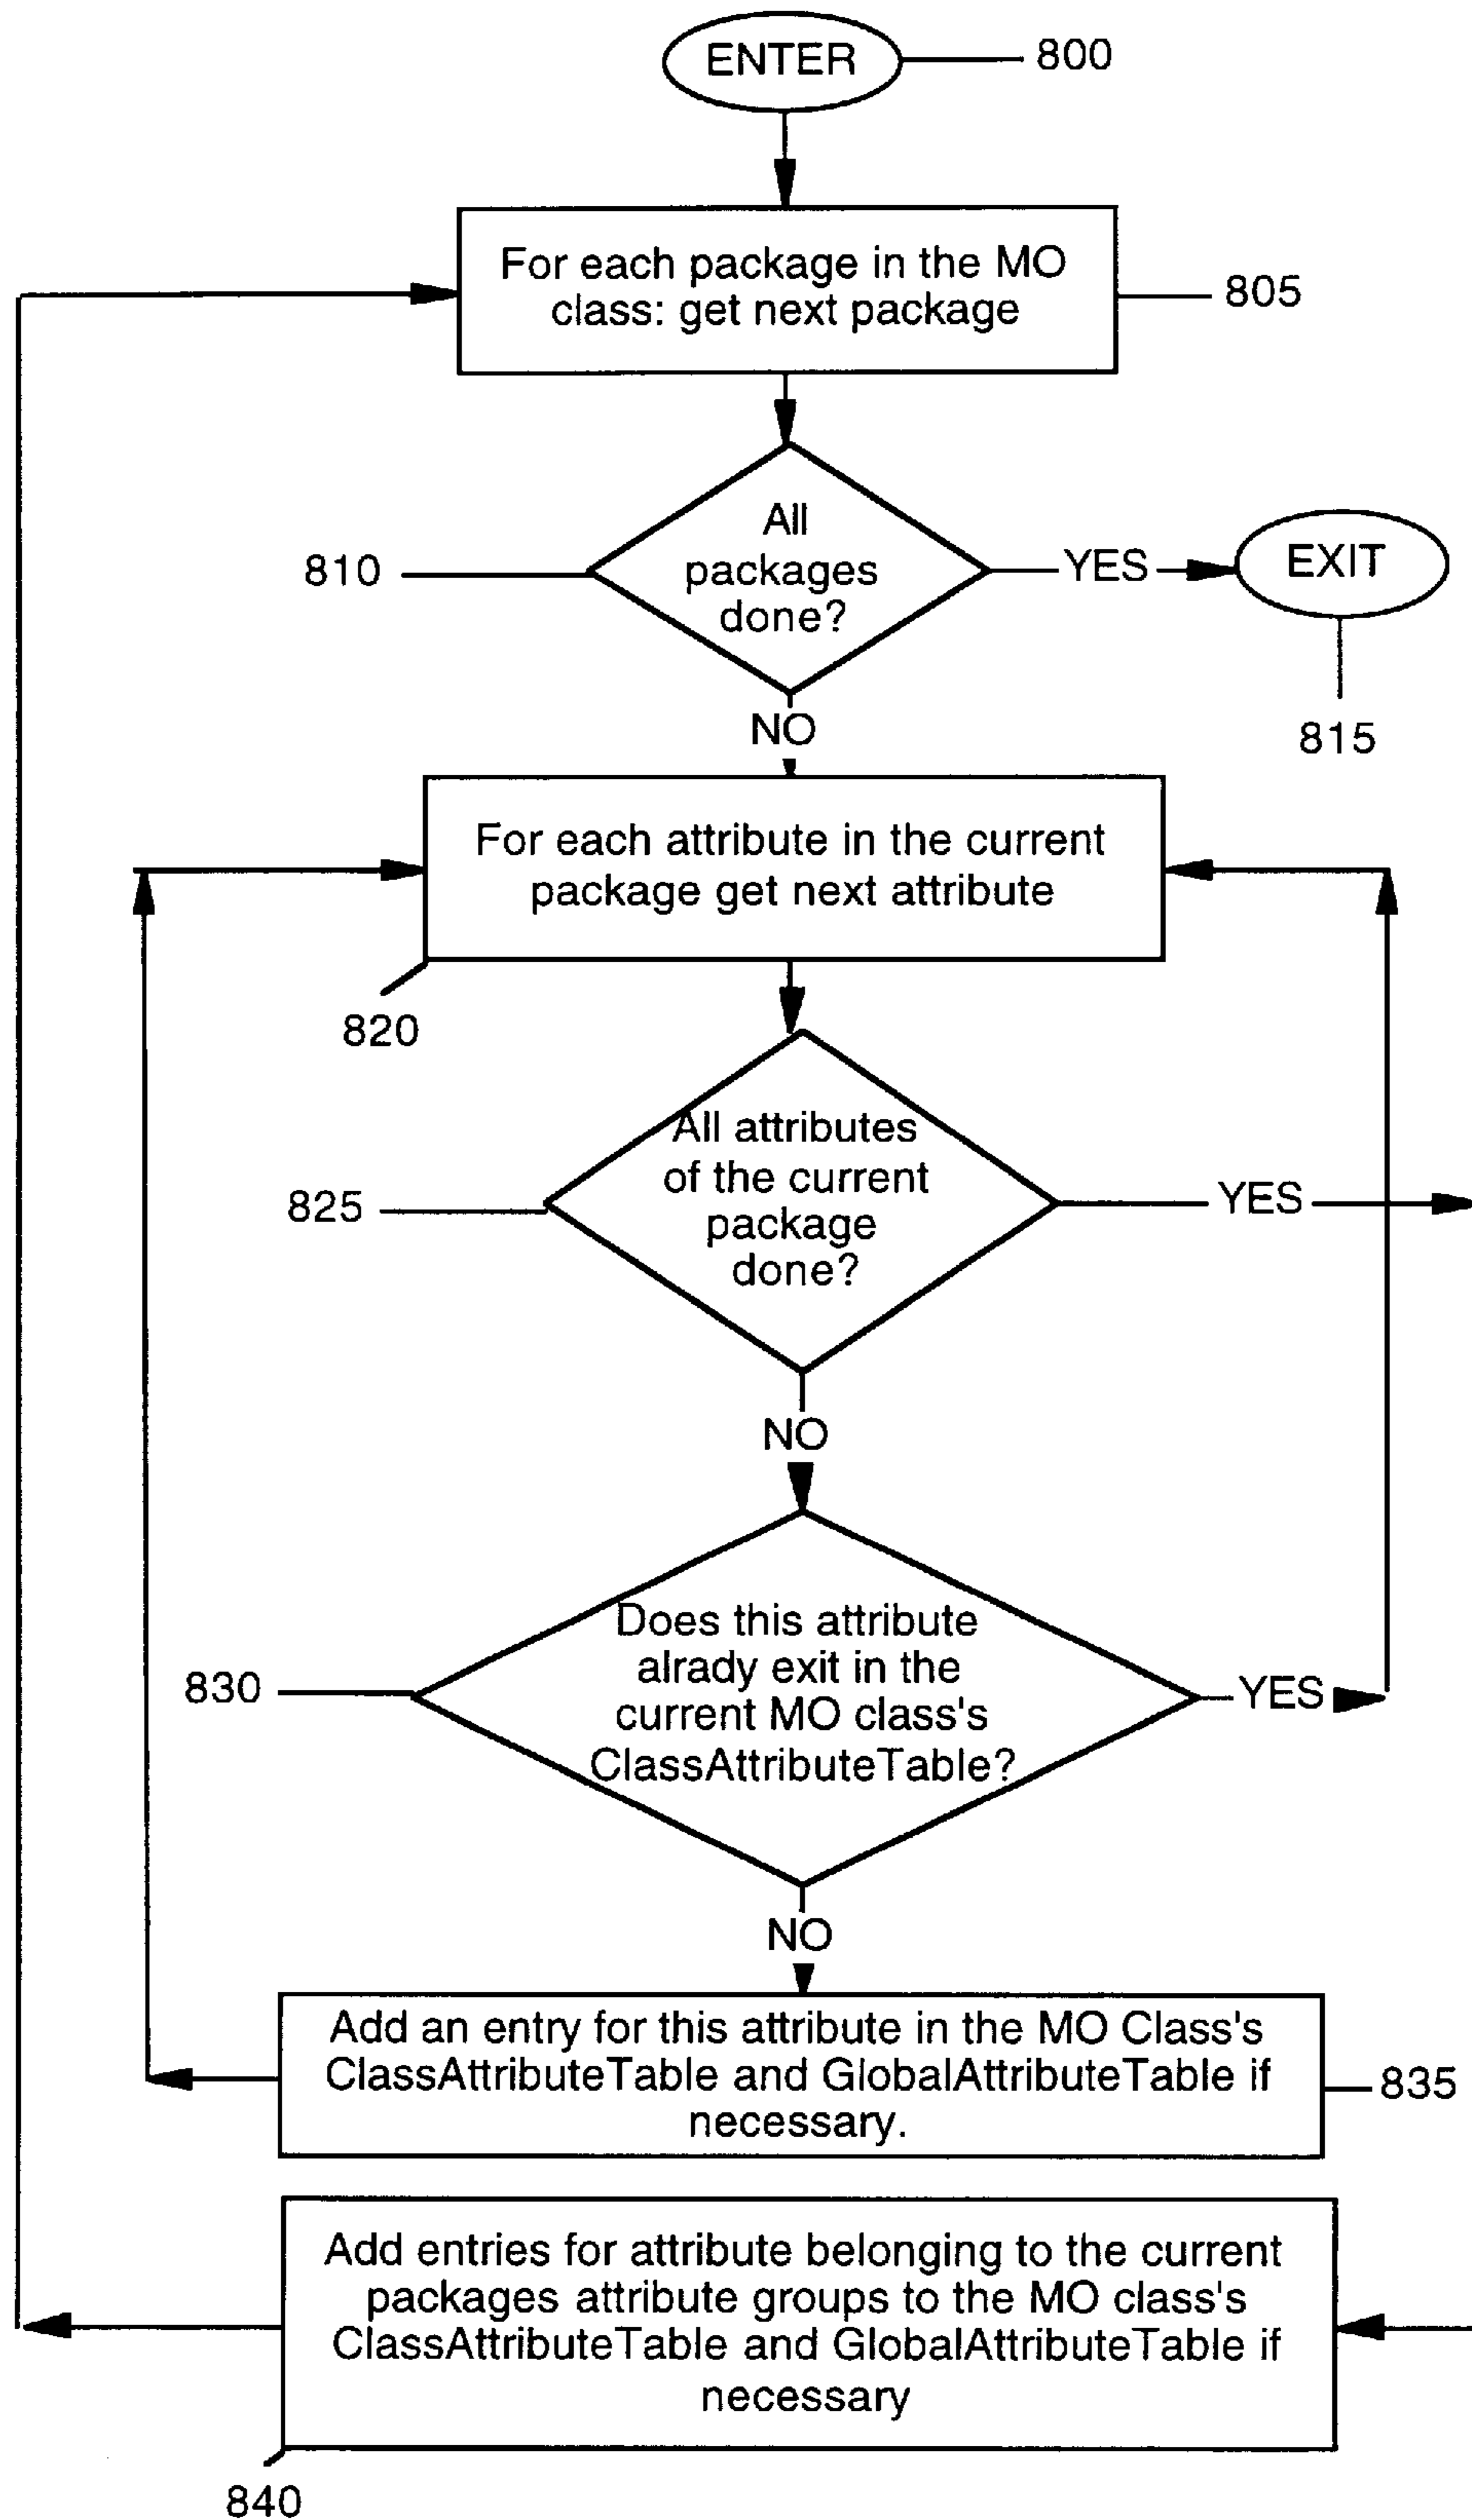 ENTER
800
For each package in the MO
class: get next package
805
All
packages
done?
810
YES
EXIT
815
NO
For each attribute in the current
package get next attribute
820
All attributes
of the current
package
done?
825
YES
NO
Does this attribute
alrady exit in the
current MO class's
ClassAttributeTable?
830
YES
NO
Add an entry for this attribute in the MO Class's
ClassAttributeTable and GlobalAttributeTable if
necessary.
835
Add entries for attribute belonging to the current
packages attribute groups to the MO class's
ClassAttributeTable and GlobalAttributeTable if
necessary
840